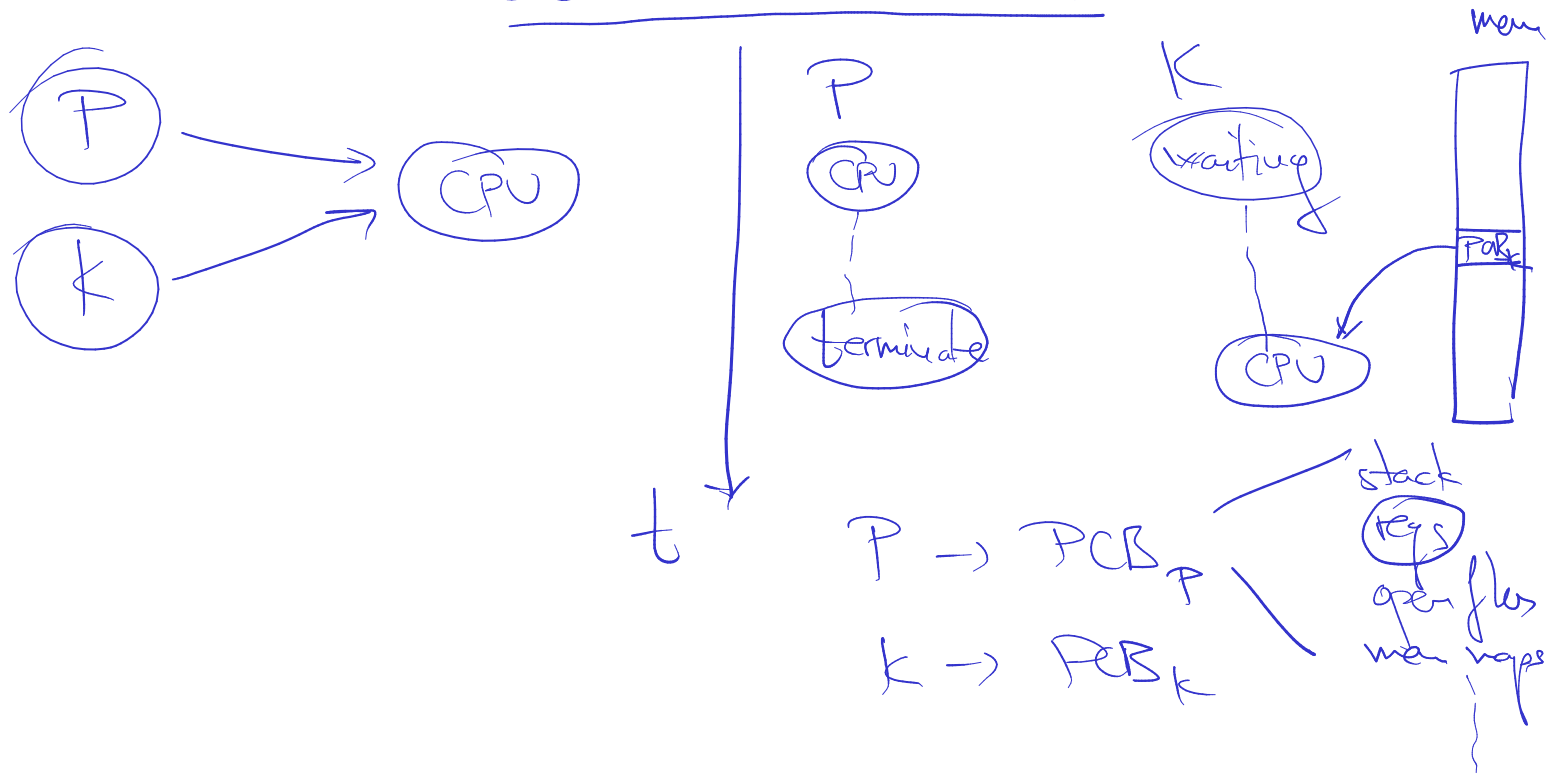 mem
P
CPU
K
P
CPU
terminate
K
waiting
CPU
PCBK
t
P → PCBP
K → PCBK
stack
regs
open files
mem maps